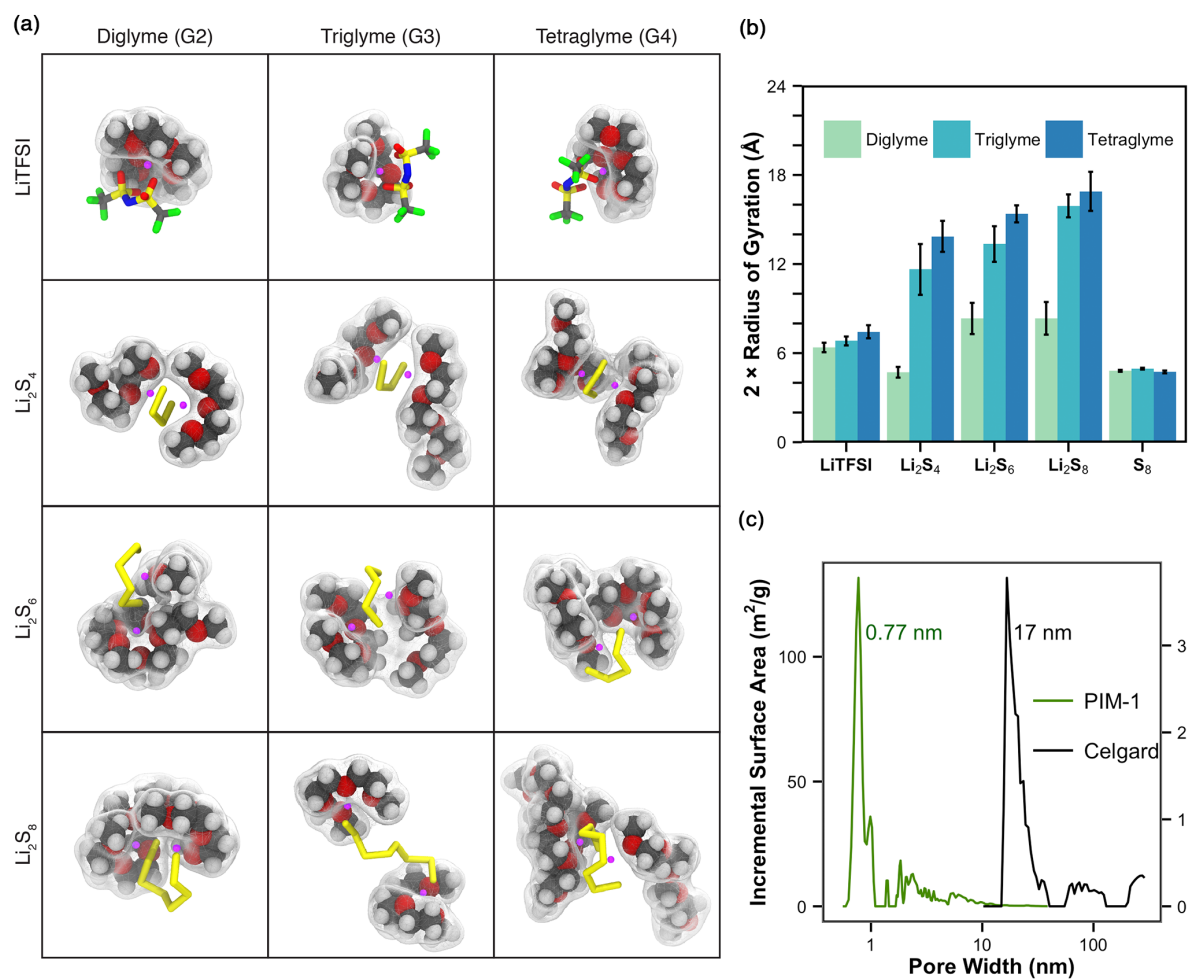 (a)
Diglyme (G2) Triglyme (G3) Tetraglyme (G4)
LiTFSI
Li₂S₄
Li₂S₆
Li₂S₈
(b)
2 × Radius of Gyration (Å)
24
18
12
6
0
Diglyme Triglyme Tetraglyme
LiTFSI Li₂S₄ Li₂S₆ Li₂S₈ S₈
(c)
Incremental Surface Area (m²/g)
100
50
0
0.77 nm
17 nm
PIM-1
Celgard
3
2
1
0
1 10 100
Pore Width (nm)